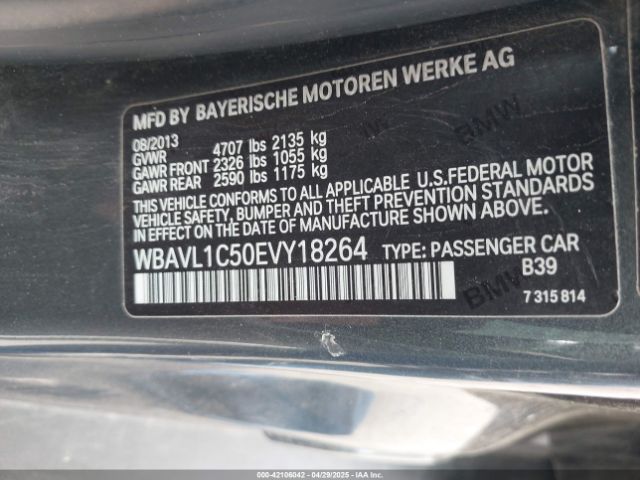 MFD BY BAYERISCHE MOTOREN WERKE AG
08/2013
GVWR 4707 lbs 2135 kg
GAWR FRONT 2326 lbs 1055 kg
GAWR REAR 2590 lbs 1175 kg
THIS VEHICLE CONFORMS TO ALL APPLICABLE U.S.FEDERAL MOTOR
VEHICLE SAFETY, BUMPER AND THEFT PREVENTION STANDARDS
IN EFFECT ON THE DATE OF MANUFACTURE SHOWN ABOVE.
WBAVL1C50EVY18264 TYPE: PASSENGER CAR
B39
7 315 814
BMW
BMW
000-42106042 | 04/29/2025 - IAA Inc.